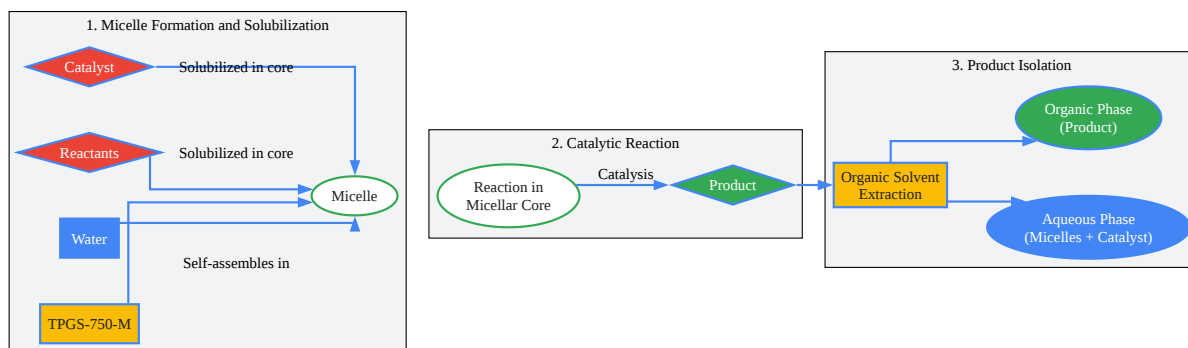 1. Micelle Formation and Solubilization
Catalyst
Solubilized in core
Reactants
Solubilized in core
Micelle
Water
Self-assembles in
TPGS-750-M
2. Catalytic Reaction
Reaction in
Micellar Core
Catalysis
Product
3. Product Isolation
Organic Phase
(Product)
Organic Solvent
Extraction
Aqueous Phase
(Micelles + Catalyst)